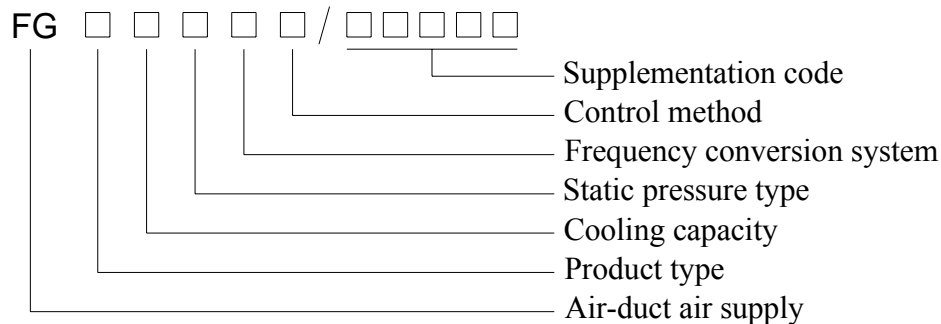 FG □ □ □ □ □ / □ □ □ □ □
Supplementation code
Control method
Frequency conversion system
Static pressure type
Cooling capacity
Product type
Air-duct air supply